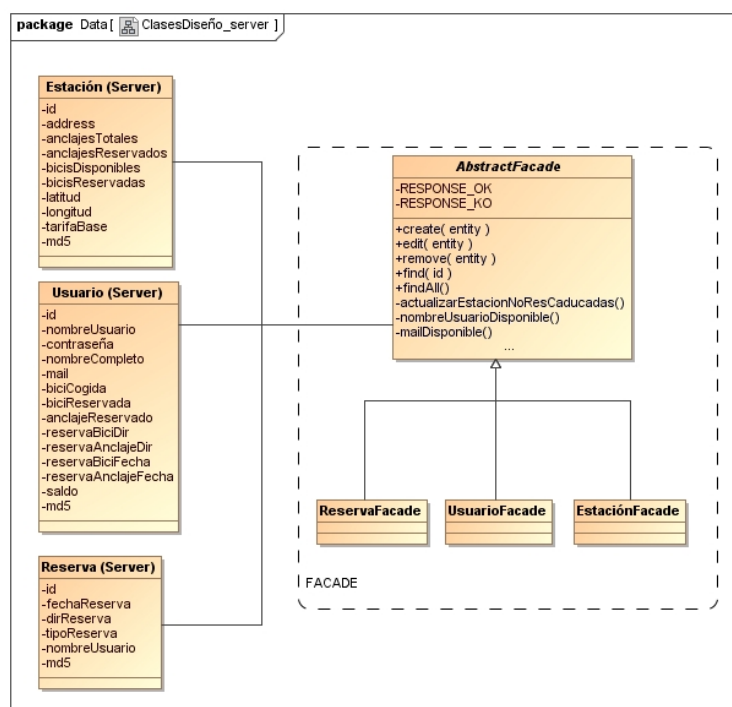 package Data [ ClasesDiseño_server ]
Estación (Server)
-id
-address
-anclajesTotales
-anclajesReservados
-bicisDisponibles
-bicisReservadas
-latitud
-longitud
-tarifaBase
-md5
Usuario (Server)
-id
-nombreUsuario
-contraseña
-nombreCompleto
-mail
-biciCogida
-biciReservada
-anclajeReservado
-reservaBiciDir
-reservaAnclajeDir
-reservaBiciFecha
-reservaAnclajeFecha
-saldo
-md5
Reserva (Server)
-id
-fechaReserva
-dirReserva
-tipoReserva
-nombreUsuario
-md5
AbstractFacade
-RESPONSE_OK
-RESPONSE_KO
+create( entity )
+edit( entity )
+remove( entity )
+find( id )
+findAll()
-actualizarEstacionNoResCaducadas()
-nombreUsuarioDisponible()
-mailDisponible()
...
ReservaFacade
UsuarioFacade
EstaciónFacade
FACADE